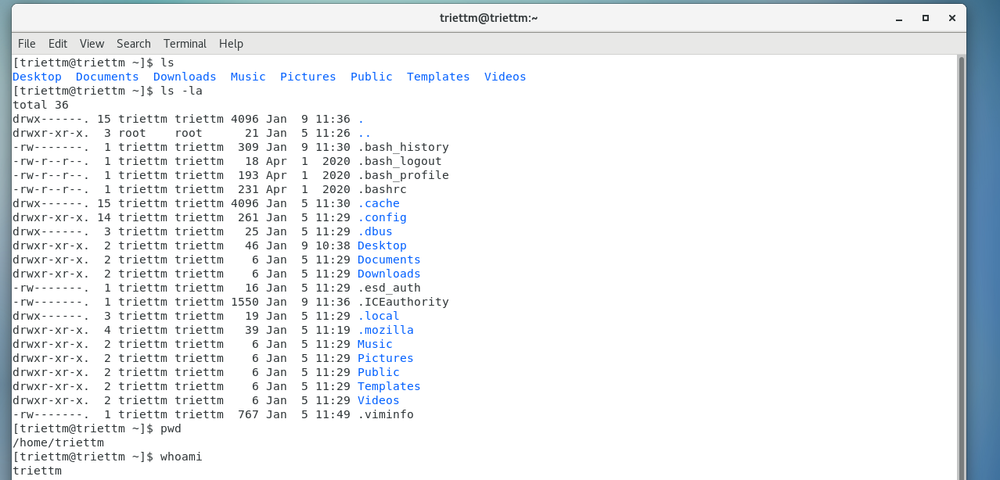 triettm@triettm:~
File Edit View Search Terminal Help
[triettm@triettm ~]$ ls
Desktop  Documents  Downloads  Music  Pictures  Public  Templates  Videos
[triettm@triettm ~]$ ls -la
total 36
drwx------. 15 triettm triettm 4096 Jan  9 11:36 .
drwxr-xr-x.  3 root    root      21 Jan  5 11:26 ..
-rw-------.  1 triettm triettm  309 Jan  9 11:30 .bash_history
-rw-r--r--.  1 triettm triettm   18 Apr  1  2020 .bash_logout
-rw-r--r--.  1 triettm triettm  193 Apr  1  2020 .bash_profile
-rw-r--r--.  1 triettm triettm  231 Apr  1  2020 .bashrc
drwx------. 15 triettm triettm 4096 Jan  5 11:30 .cache
drwxr-xr-x. 14 triettm triettm  261 Jan  5 11:29 .config
drwx------.  3 triettm triettm   25 Jan  5 11:29 .dbus
drwxr-xr-x.  2 triettm triettm   46 Jan  9 10:38 Desktop
drwxr-xr-x.  2 triettm triettm    6 Jan  5 11:29 Documents
drwxr-xr-x.  2 triettm triettm    6 Jan  5 11:29 Downloads
-rw-------.  1 triettm triettm   16 Jan  5 11:29 .esd_auth
-rw-------.  1 triettm triettm 1550 Jan  9 11:36 .ICEauthority
drwx------.  3 triettm triettm   19 Jan  5 11:29 .local
drwxr-xr-x.  4 triettm triettm   39 Jan  5 11:19 .mozilla
drwxr-xr-x.  2 triettm triettm    6 Jan  5 11:29 Music
drwxr-xr-x.  2 triettm triettm    6 Jan  5 11:29 Pictures
drwxr-xr-x.  2 triettm triettm    6 Jan  5 11:29 Public
drwxr-xr-x.  2 triettm triettm    6 Jan  5 11:29 Templates
drwxr-xr-x.  2 triettm triettm    6 Jan  5 11:29 Videos
-rw-------.  1 triettm triettm  767 Jan  5 11:49 .viminfo
[triettm@triettm ~]$ pwd
/home/triettm
[triettm@triettm ~]$ whoami
triettm